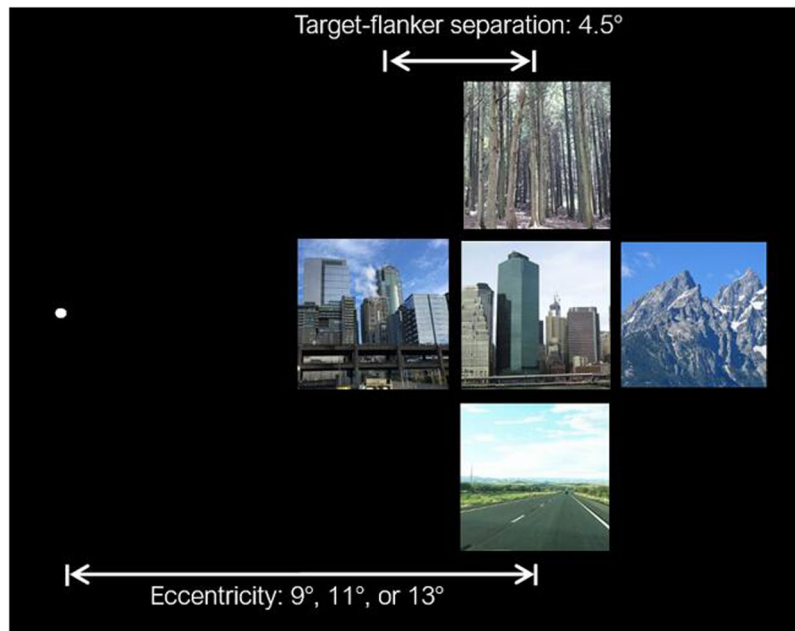 Target-flanker separation: 4.5°
Eccentricity: 9°, 11°, or 13°